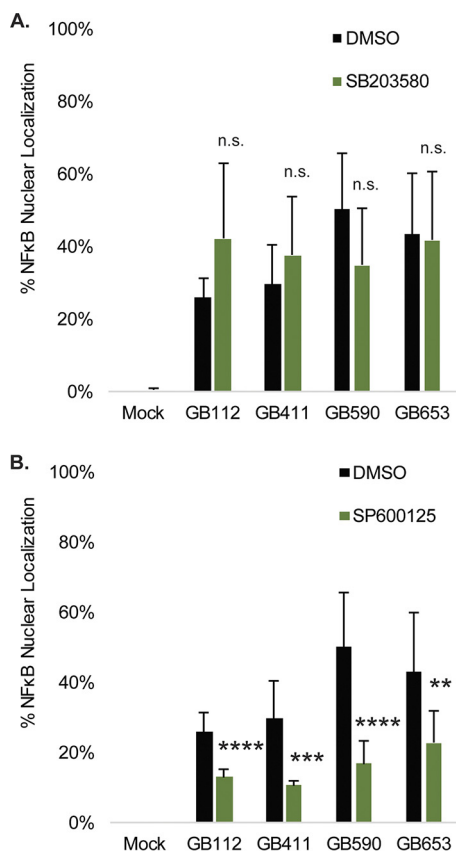 A.
100%
DMSO
SB203580
80%
60%
40%
20%
0%
% NFκB Nuclear Localization
n.s.
n.s.
n.s.
n.s.
Mock GB112 GB411 GB590 GB653
B.
100%
DMSO
SP600125
80%
60%
40%
20%
0%
% NFκB Nuclear Localization
****
***
****
**
Mock GB112 GB411 GB590 GB653